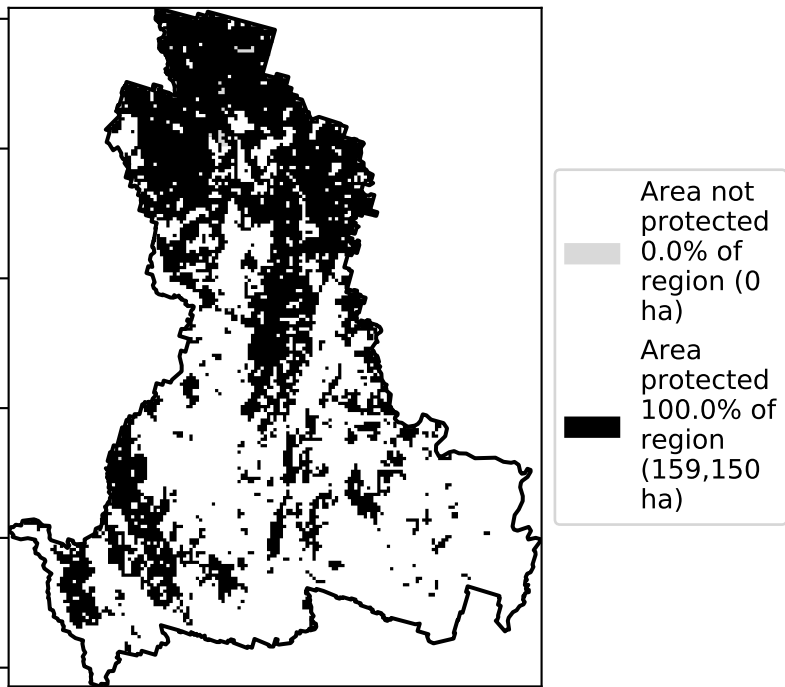 Area not
protected
0.0% of
region (0
ha)
Area
protected
100.0% of
region
(159,150
ha)